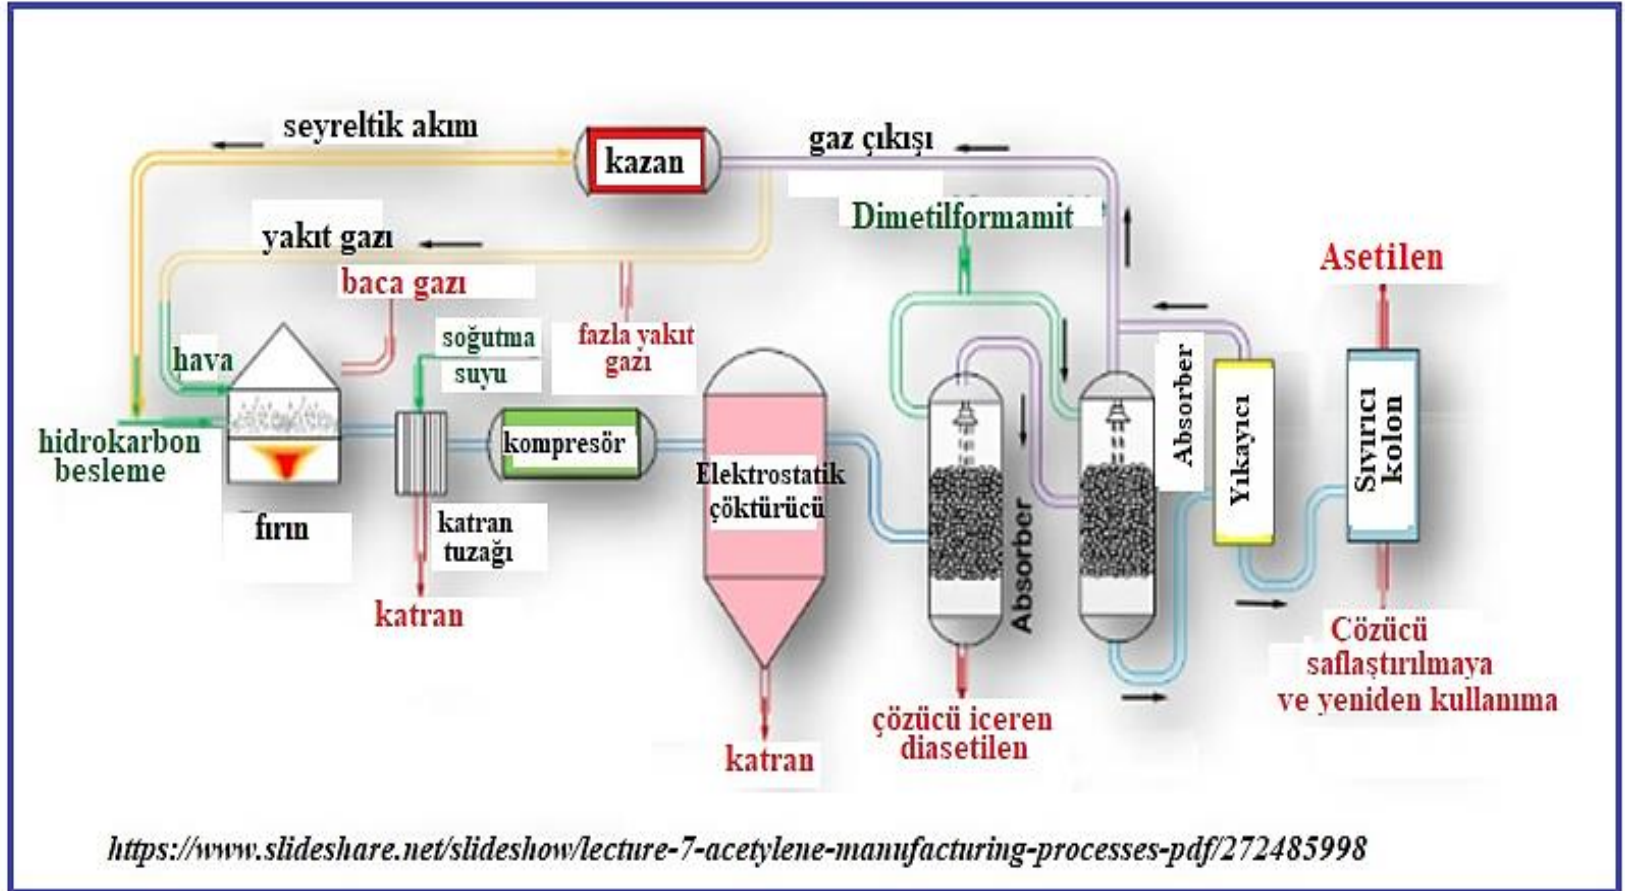 seyreltik akım
kazan
gaz çıkışı
Dimetilformamit
yakıt gazı
baca gazı
Asetilen
hava
soğutma
suyu
fazla yakıt
gazı
hidrokarbon
besleme
fırın
katran
tuzağı
katran
kompresör
Elektrostatik
çöktürücü
katran
Absorber
çözücü iceren
diasetilen
Absorber
Yıkayıcı
Sıvırıcı
kolon
Cözücü
saflaştırılmaya
ve yeniden kullanıma
https://www.slideshare.net/slideshow/lecture-7-acetylene-manufacturing-processes-pdf/272485998